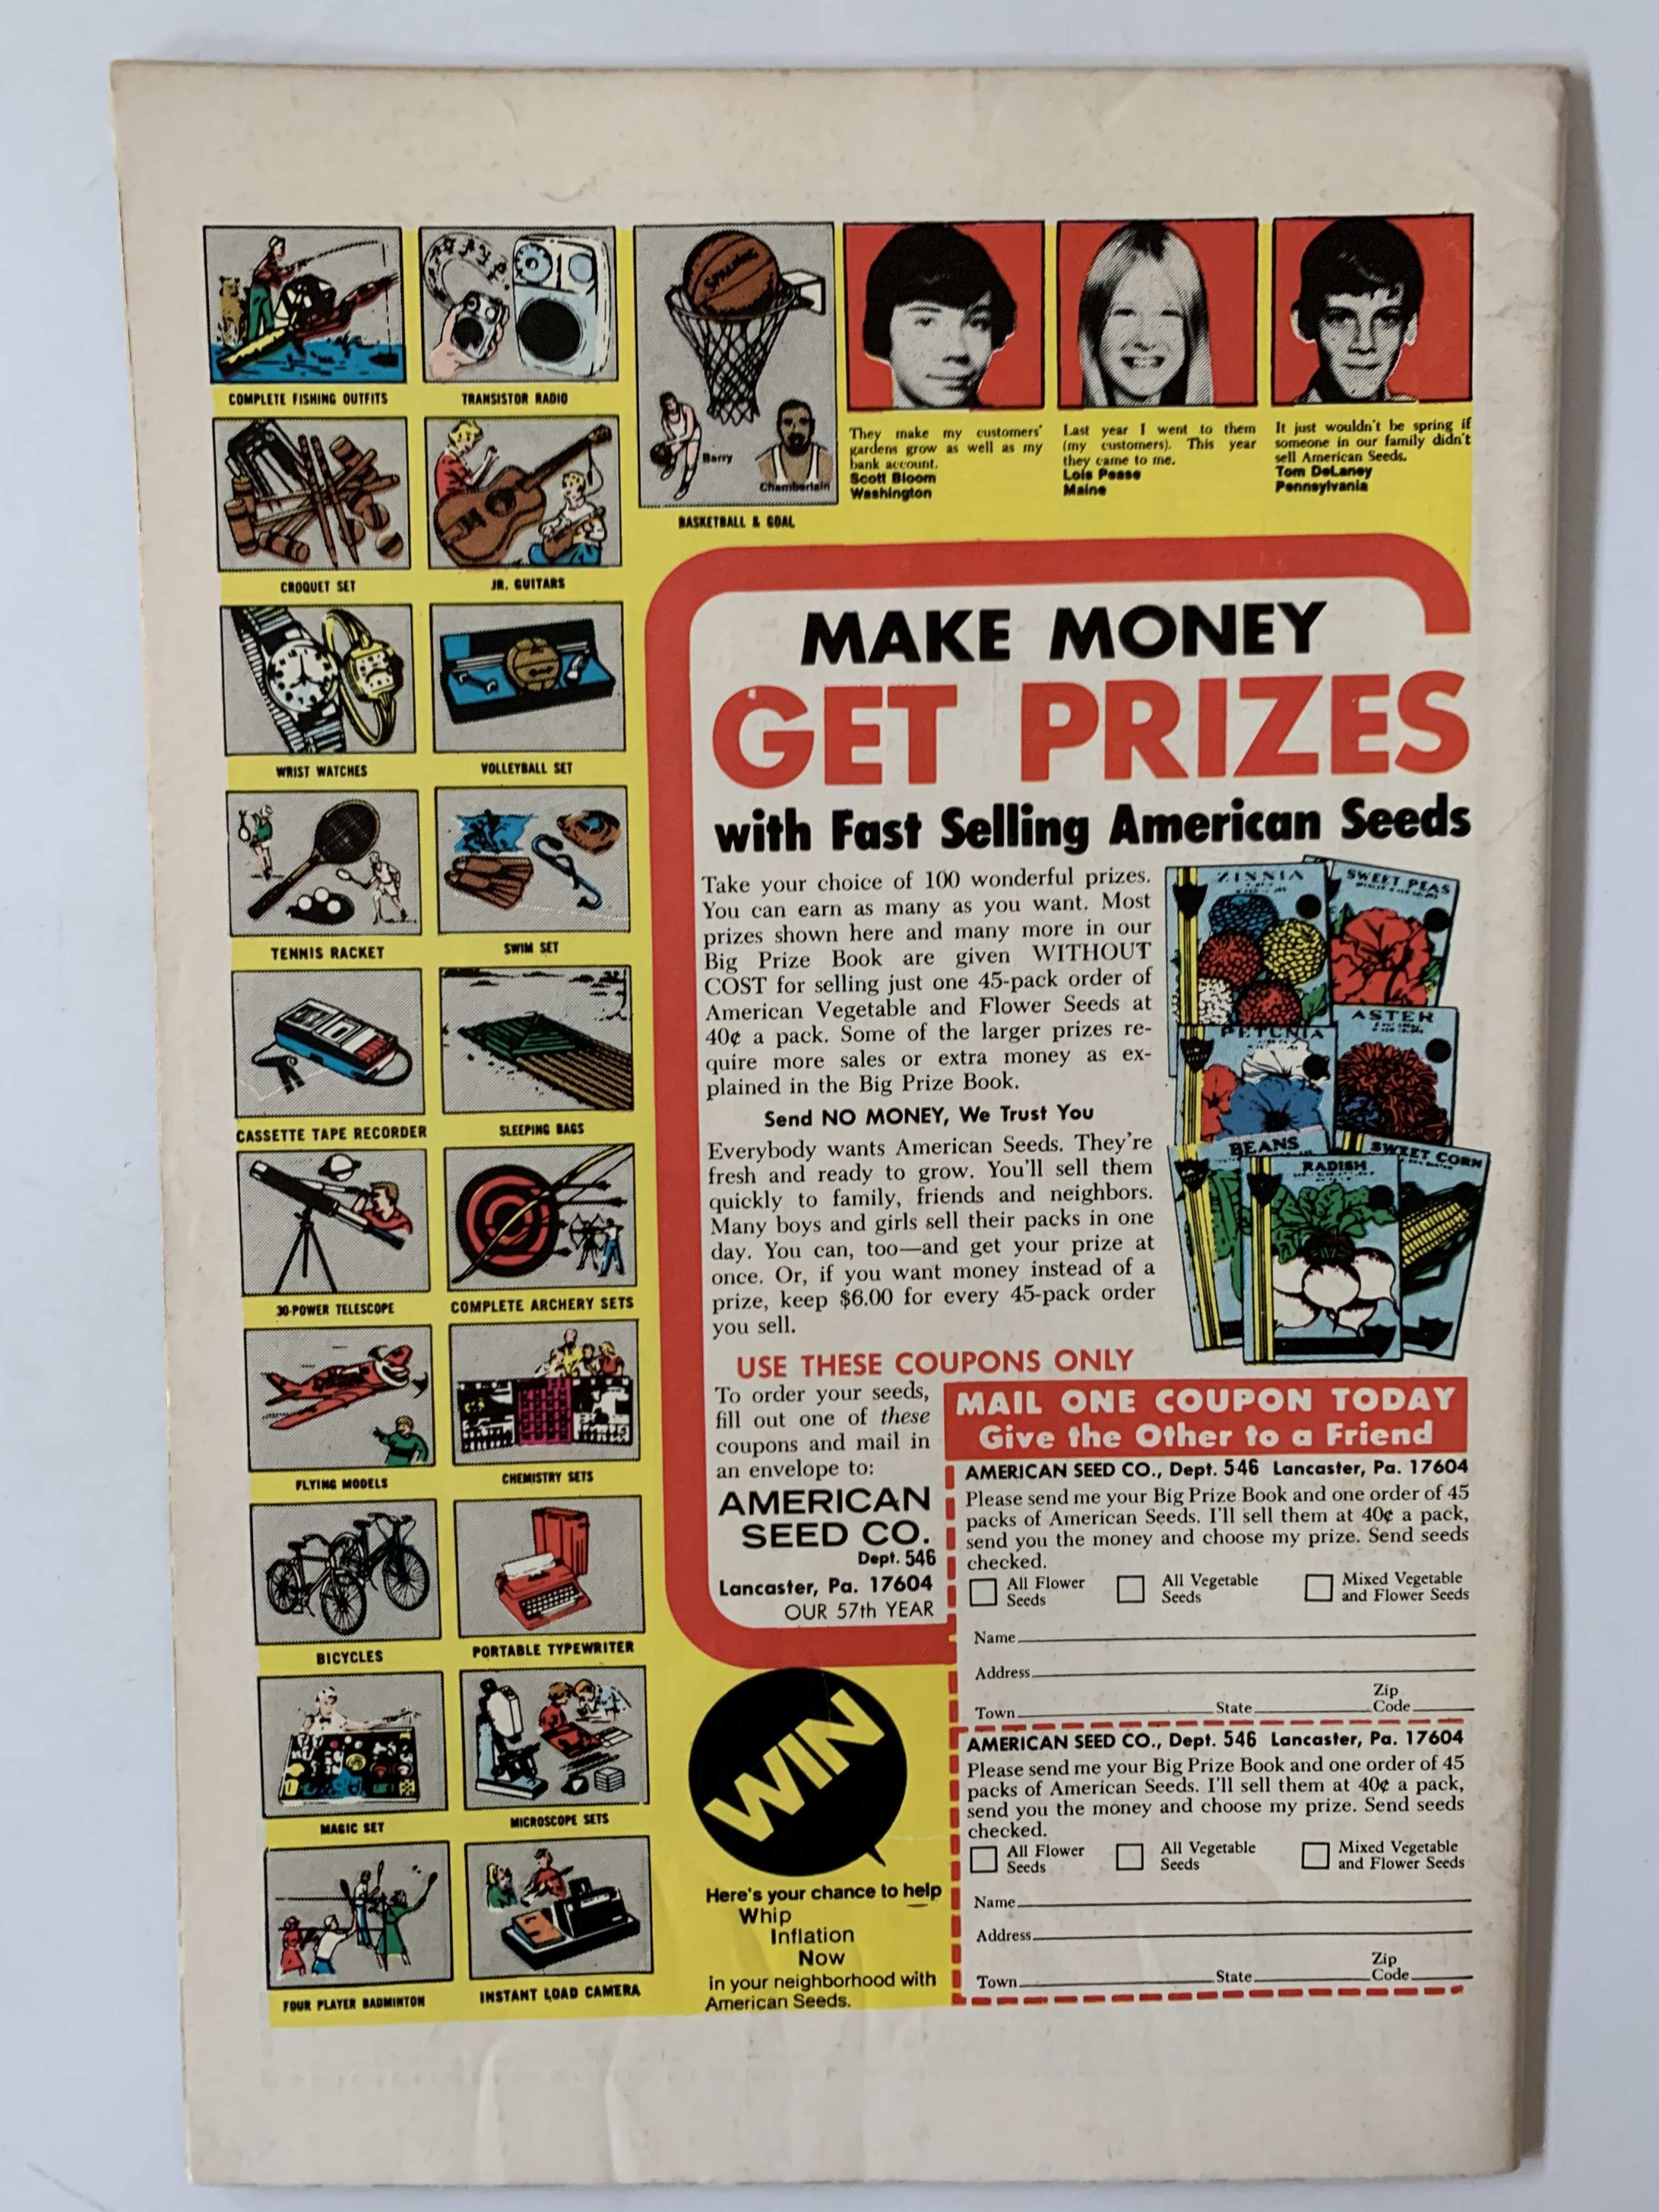 COMPLETE FISHING OUTFITS
TRANSISTOR RADIO
SPALDING
Barry
Chamberlain
BASKETBALL & GOAL
CROQUET SET
JR. GUITARS
WRIST WATCHES
VOLLEYBALL SET
TENNIS RACKET
SWIM SET
CASSETTE TAPE RECORDER
SLEEPING BAGS
30-POWER TELESCOPE
COMPLETE ARCHERY SETS
FLYING MODELS
CHEMISTRY SETS
BICYCLES
PORTABLE TYPEWRITER
MAGIC SET
MICROSCOPE SETS
FOUR PLAYER BADMINTON
INSTANT LOAD CAMERA
They make my customers'
gardens grow as well as my
bank account.
Scott Bloom
Washington
Last year I went to them
(my customers). This year
they came to me.
Lois Pease
Maine
It just wouldn't be spring if
someone in our family didn't
sell American Seeds.
Tom DeLaney
Pennsylvania
MAKE MONEY
GET PRIZES
with Fast Selling American Seeds
Take your choice of 100 wonderful prizes.
You can earn as many as you want. Most
prizes shown here and many more in our
Big Prize Book are given WITHOUT
COST for selling just one 45-pack order of
American Vegetable and Flower Seeds at
40¢ a pack. Some of the larger prizes re-
quire more sales or extra money as ex-
plained in the Big Prize Book.
Send NO MONEY, We Trust You
Everybody wants American Seeds. They're
fresh and ready to grow. You'll sell them
quickly to family, friends and neighbors.
Many boys and girls sell their packs in one
day. You can, too—and get your prize at
once. Or, if you want money instead of a
prize, keep $6.00 for every 45-pack order
you sell.
ZINNIA
SWEET PEAS
PETUNIA
ASTER
BEANS
RADISH
SWEET CORN
USE THESE COUPONS ONLY
To order your seeds,
fill out one of these
coupons and mail in
an envelope to:
AMERICAN
SEED CO.
Dept. 546
Lancaster, Pa. 17604
OUR 57th YEAR
WIN
Here's your chance to help
Whip
Inflation
Now
in your neighborhood with
American Seeds.
MAIL ONE COUPON TODAY
Give the Other to a Friend
AMERICAN SEED CO., Dept. 546 Lancaster, Pa. 17604
Please send me your Big Prize Book and one order of 45
packs of American Seeds. I'll sell them at 40¢ a pack,
send you the money and choose my prize. Send seeds
checked.
All Flower Seeds
All Vegetable Seeds
Mixed Vegetable and Flower Seeds
Name
Address
Town State Zip Code
AMERICAN SEED CO., Dept. 546 Lancaster, Pa. 17604
Please send me your Big Prize Book and one order of 45
packs of American Seeds. I'll sell them at 40¢ a pack,
send you the money and choose my prize. Send seeds
checked.
All Flower Seeds
All Vegetable Seeds
Mixed Vegetable and Flower Seeds
Name
Address
Town State Zip Code